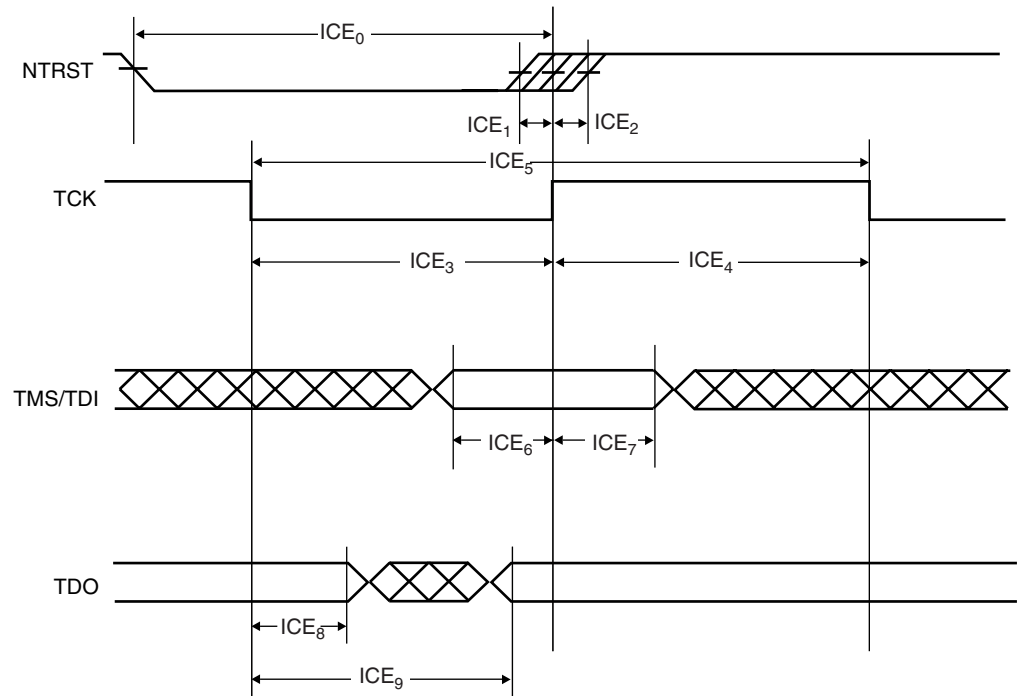 ICE₀
NTRST
ICE₁ ICE₂
ICE₅
TCK
ICE₃ ICE₄
TMS/TDI
ICE₆ ICE₇
TDO
ICE₈
ICE₉